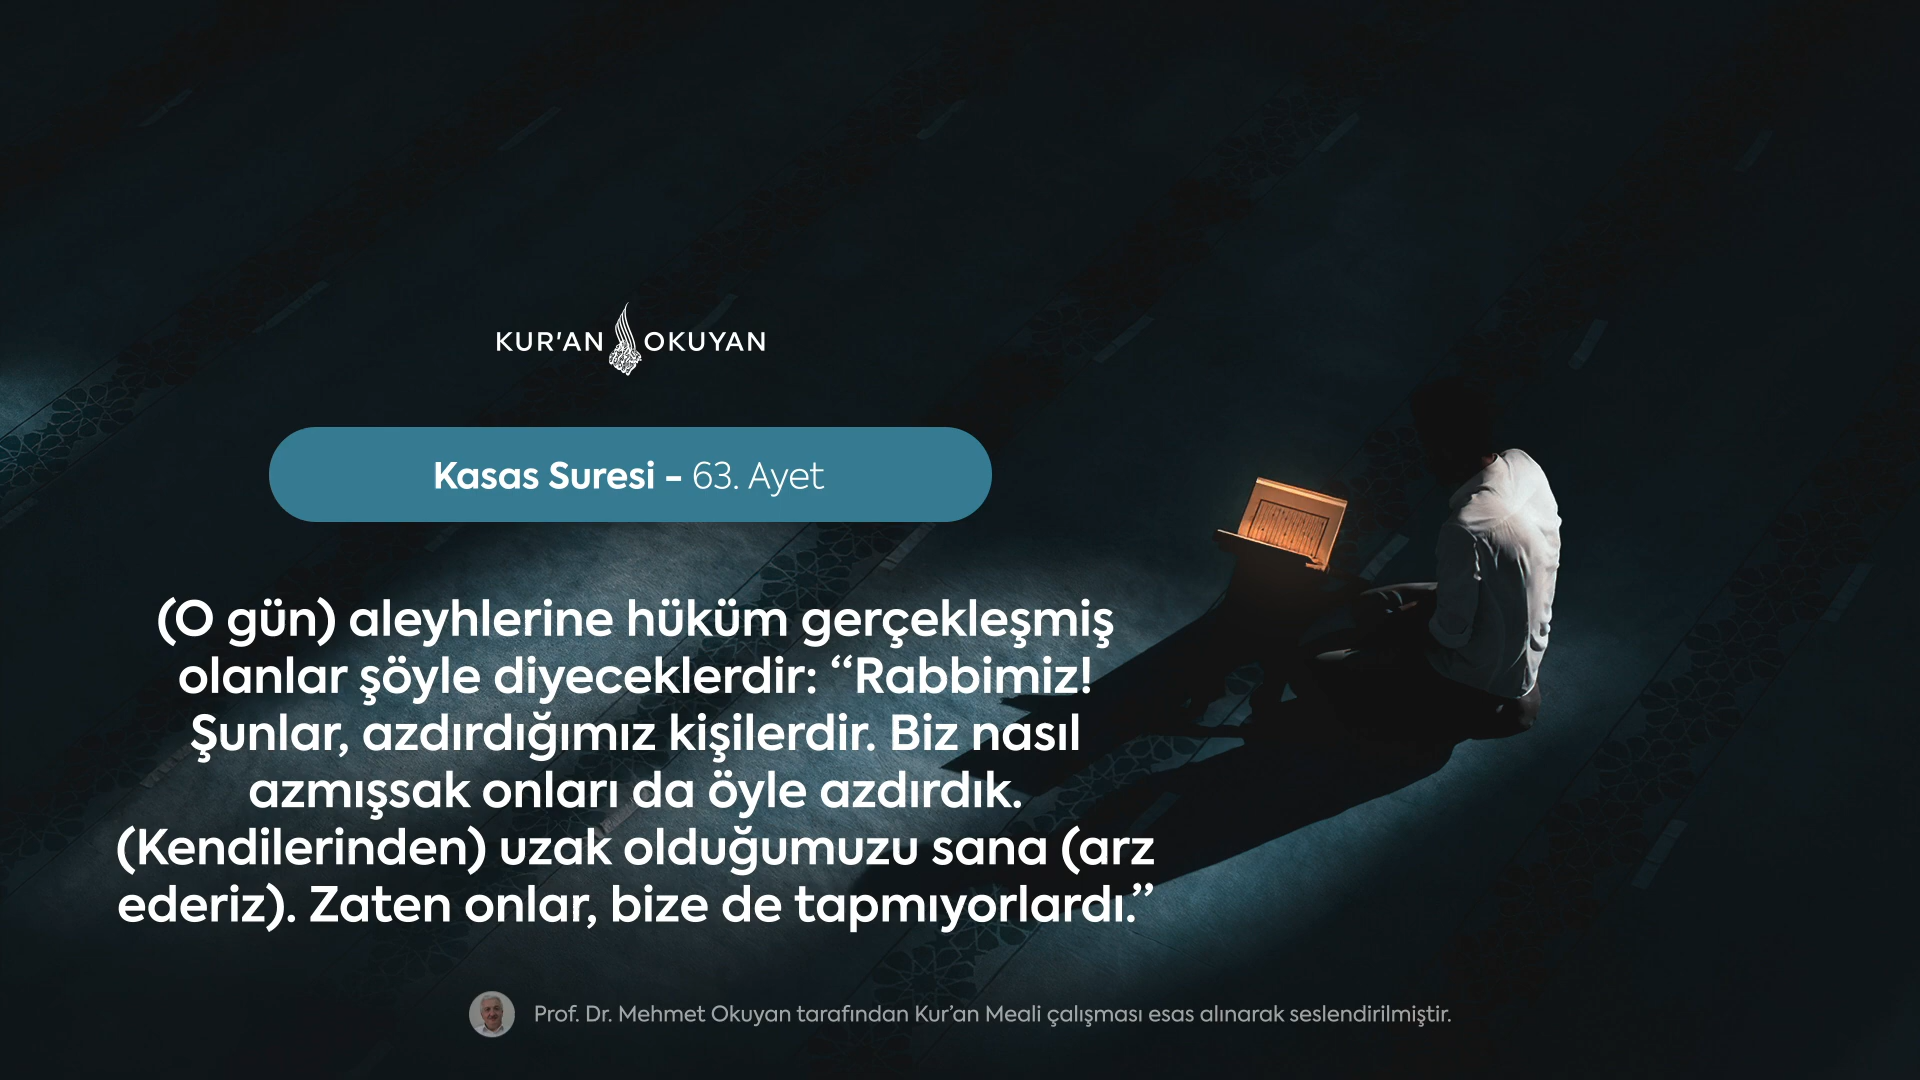 KUR'AN OKUYAN
Kasas Suresi - 63. Ayet
(O gün) aleyhlerine hüküm gerçekleşmiş
olanlar şöyle diyeceklerdir: “Rabbimiz!
Şunlar, azdırdığımız kişilerdir. Biz nasıl
azmışsak onları da öyle azdırdık.
(Kendilerinden) uzak olduğumuzu sana (arz
ederiz). Zaten onlar, bize de tapmıyorlardı.”
Prof. Dr. Mehmet Okuyan tarafından Kur’an Meali çalışması esas alınarak seslendirilmiştir.